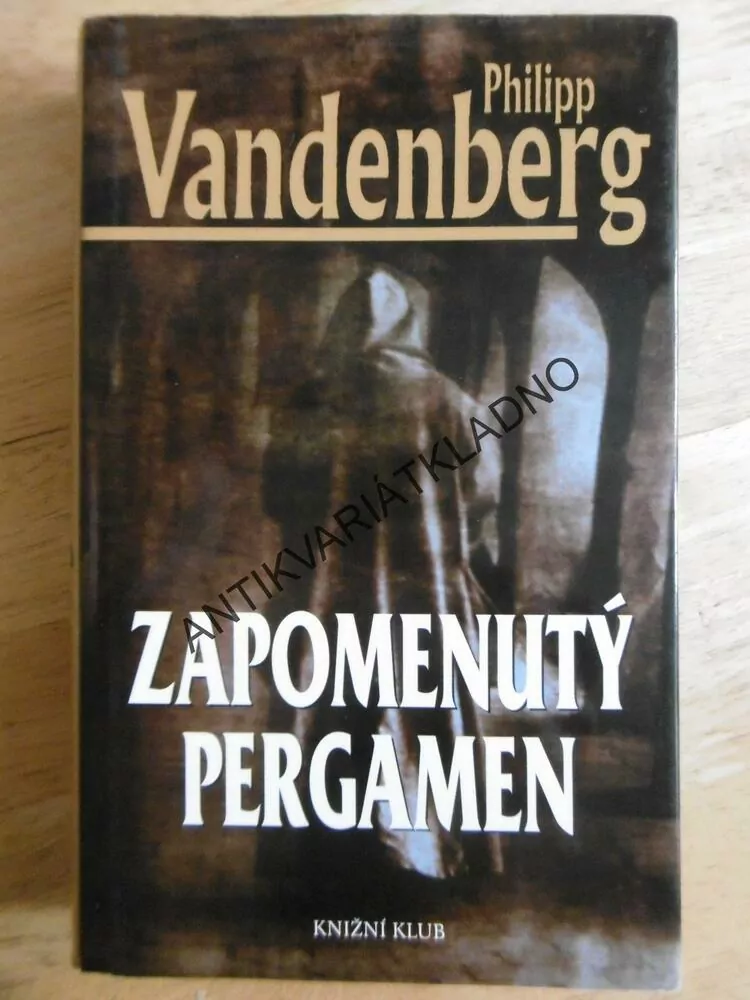 Philipp
Vandenberg
ANTIKVARIÁTKLADNO
ZAPOMENUTÝ
PERGAMEN
KNIŽNÍ KLUB